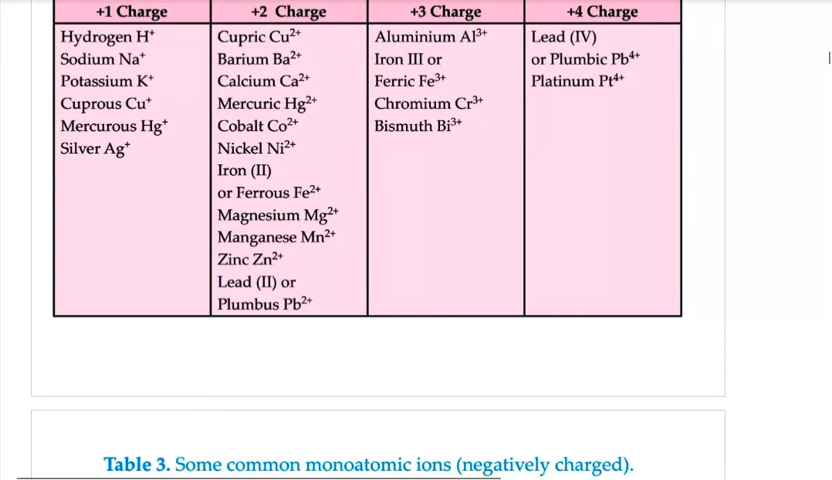 +1 Charge +2 Charge +3 Charge +4 Charge
Hydrogen H⁺ Cupric Cu²⁺ Aluminium Al³⁺ Lead (IV)
Sodium Na⁺ Barium Ba²⁺ Iron III or or Plumbic Pb⁴⁺
Potassium K⁺ Calcium Ca²⁺ Ferric Fe³⁺ Platinum Pt⁴⁺
Cuprous Cu⁺ Mercuric Hg²⁺ Chromium Cr³⁺
Mercurous Hg⁺ Cobalt Co²⁺ Bismuth Bi³⁺
Silver Ag⁺ Nickel Ni²⁺
Iron (II)
or Ferrous Fe²⁺
Magnesium Mg²⁺
Manganese Mn²⁺
Zinc Zn²⁺
Lead (II) or
Plumbus Pb²⁺
Table 3. Some common monoatomic ions (negatively charged).